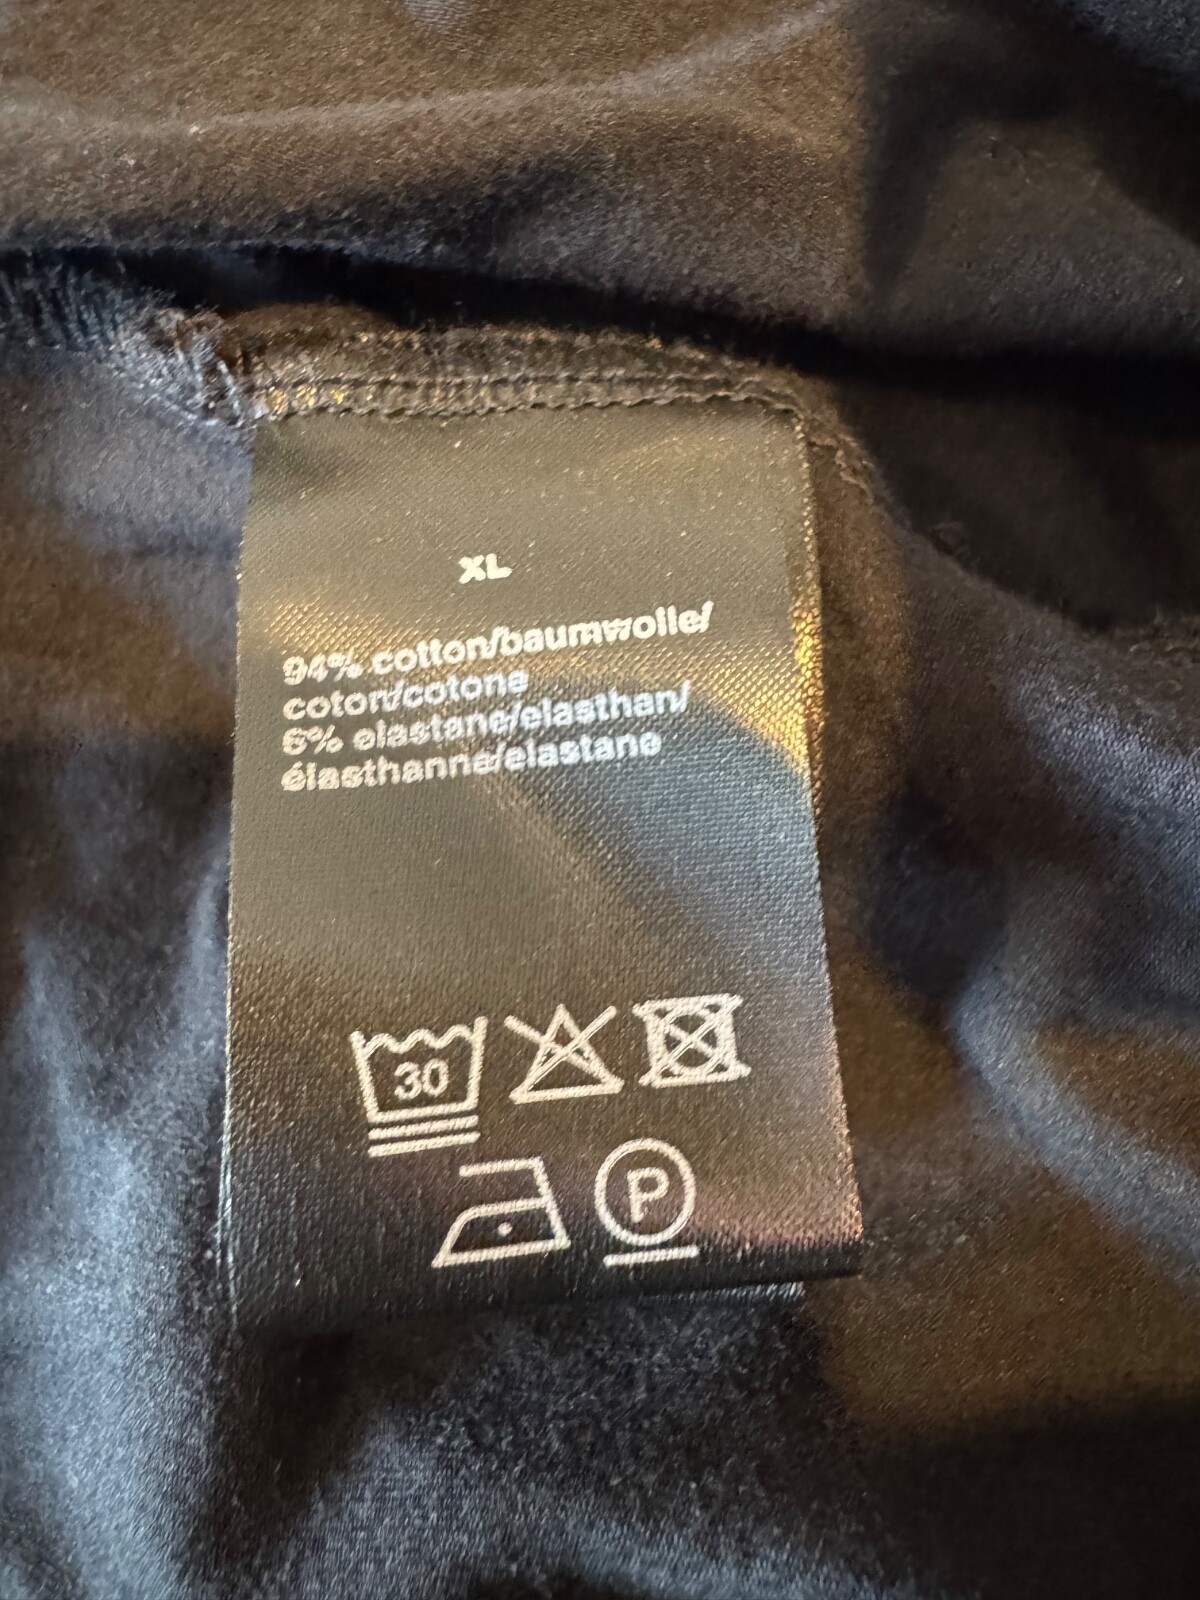 XL
94% cotton/baumwolle/
coton/cotone
6% elastane/elasthan/
élasthanne/elastane
30
P